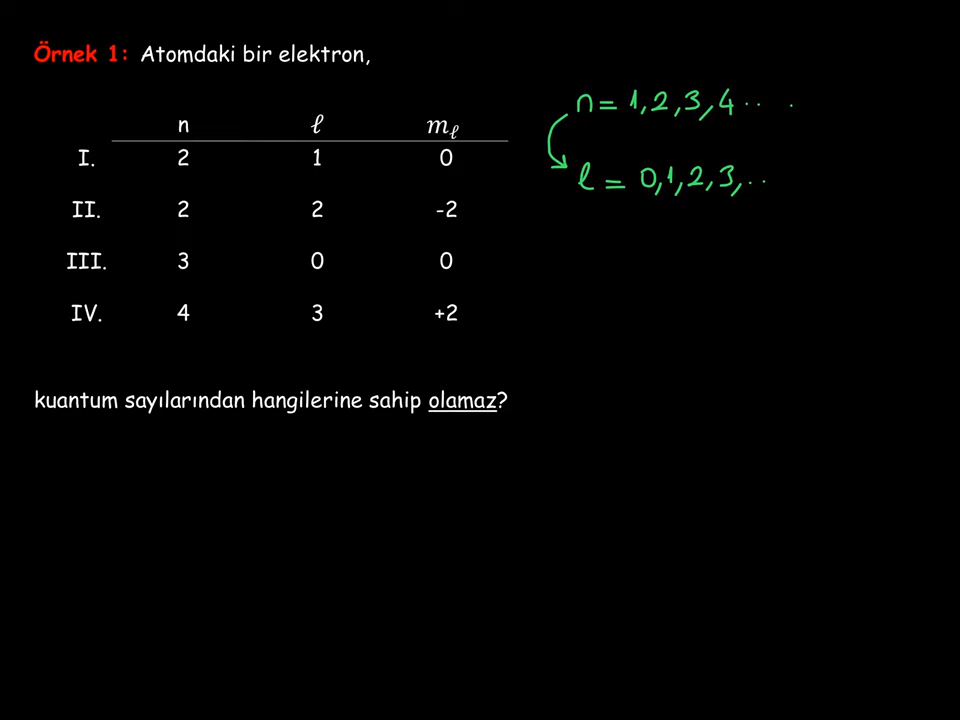 Örnek 1: Atomdaki bir elektron,
n = 1, 2, 3, 4 .. .
n ℓ mℓ
I. 2 1 0
ℓ = 0, 1, 2, 3, ..
II. 2 2 -2
III. 3 0 0
IV. 4 3 +2
kuantum sayılarından hangilerine sahip olamaz?